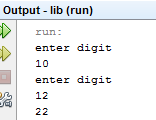 Output - lib (run)
run:
enter digit
10
enter digit
12
22